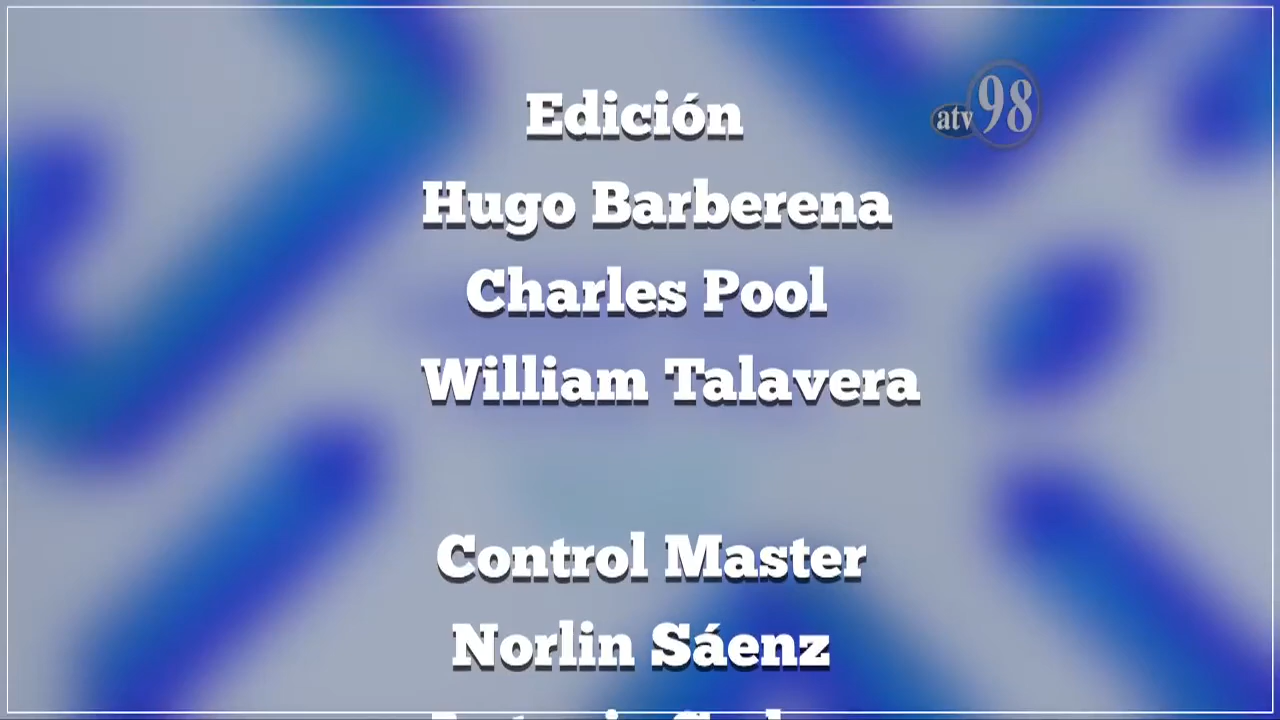 Edición
atv 98
Hugo Barberena
Charles Pool
William Talavera
Control Master
Norlin Sáenz